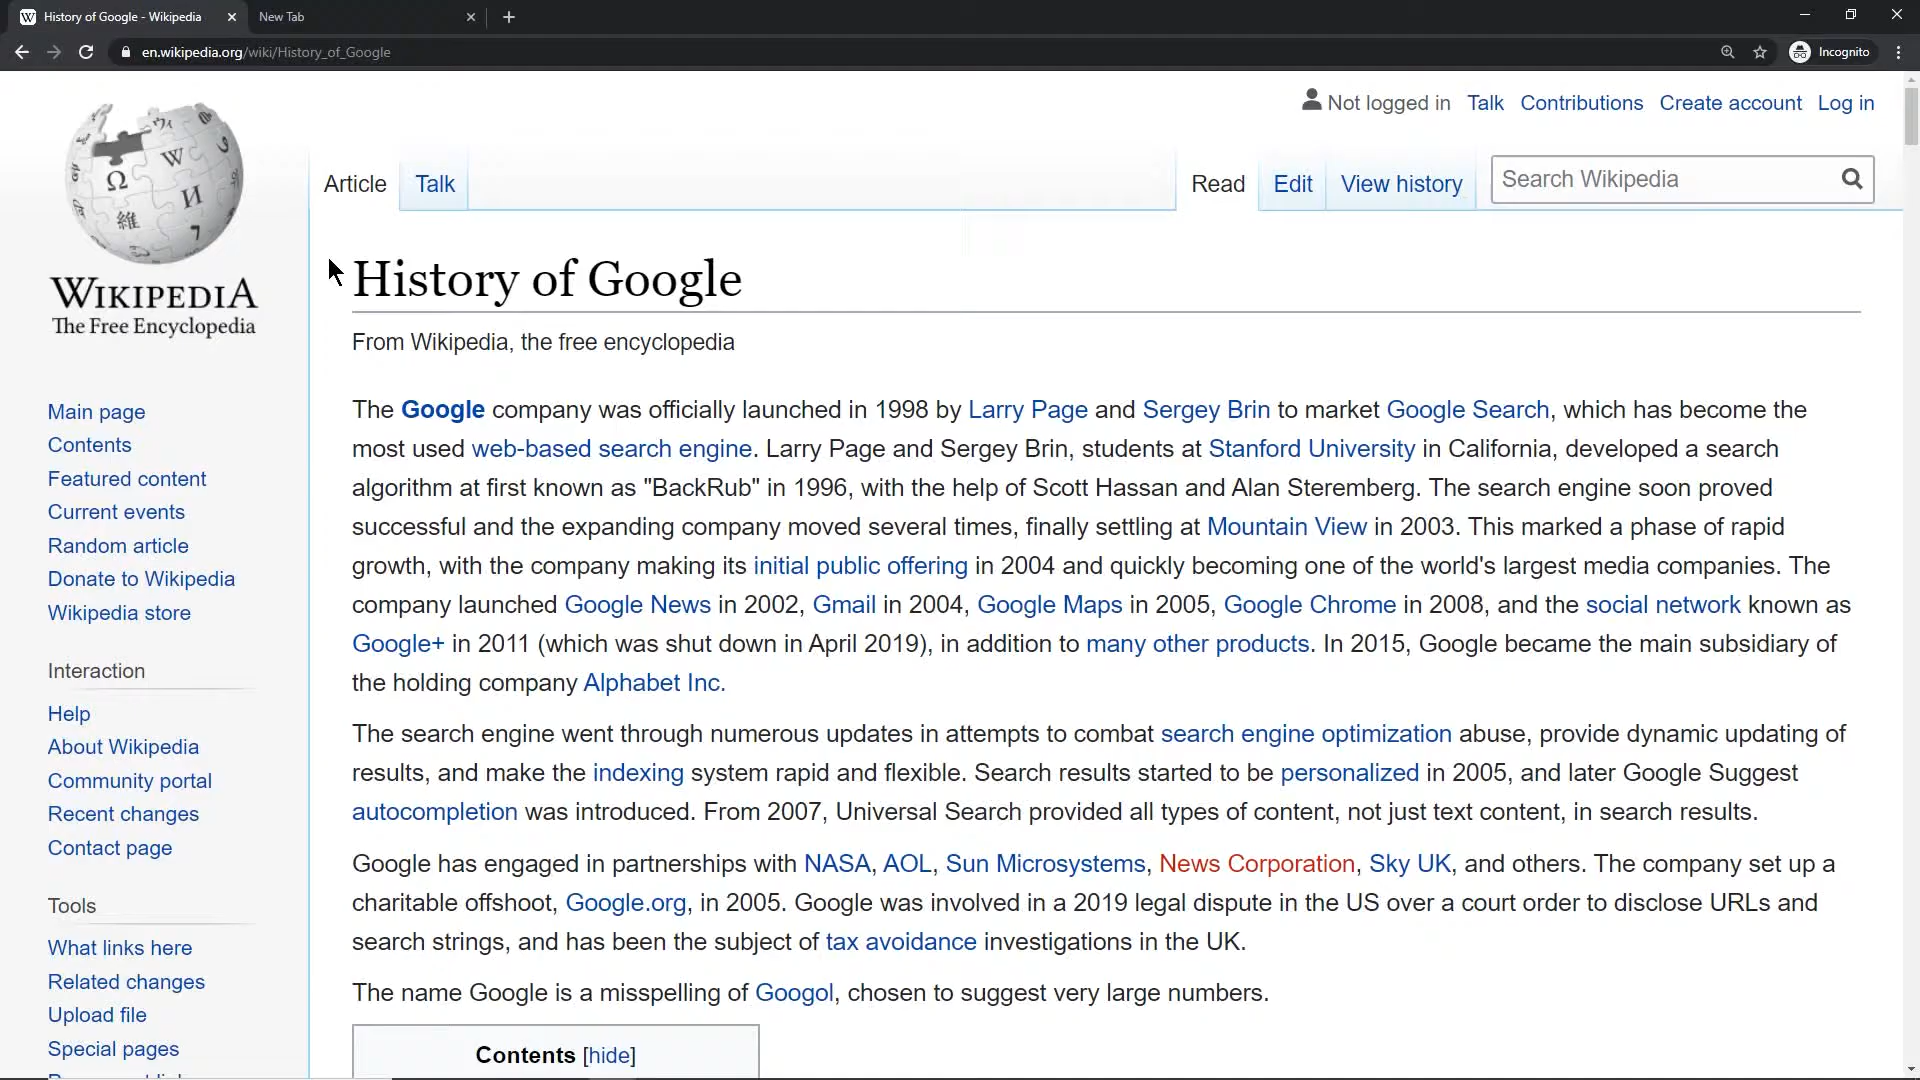 History of Google - Wikipedia
New Tab
en.wikipedia.org/wiki/History_of_Google
Incognito
Not logged in Talk Contributions Create account Log in
Article Talk Read Edit View history Search Wikipedia
WIKIPEDIA
The Free Encyclopedia
Main page
Contents
Featured content
Current events
Random article
Donate to Wikipedia
Wikipedia store
Interaction
Help
About Wikipedia
Community portal
Recent changes
Contact page
Tools
What links here
Related changes
Upload file
Special pages
History of Google
From Wikipedia, the free encyclopedia
The Google company was officially launched in 1998 by Larry Page and Sergey Brin to market Google Search, which has become the
most used web-based search engine. Larry Page and Sergey Brin, students at Stanford University in California, developed a search
algorithm at first known as "BackRub" in 1996, with the help of Scott Hassan and Alan Steremberg. The search engine soon proved
successful and the expanding company moved several times, finally settling at Mountain View in 2003. This marked a phase of rapid
growth, with the company making its initial public offering in 2004 and quickly becoming one of the world's largest media companies. The
company launched Google News in 2002, Gmail in 2004, Google Maps in 2005, Google Chrome in 2008, and the social network known as
Google+ in 2011 (which was shut down in April 2019), in addition to many other products. In 2015, Google became the main subsidiary of
the holding company Alphabet Inc.
The search engine went through numerous updates in attempts to combat search engine optimization abuse, provide dynamic updating of
results, and make the indexing system rapid and flexible. Search results started to be personalized in 2005, and later Google Suggest
autocompletion was introduced. From 2007, Universal Search provided all types of content, not just text content, in search results.
Google has engaged in partnerships with NASA, AOL, Sun Microsystems, News Corporation, Sky UK, and others. The company set up a
charitable offshoot, Google.org, in 2005. Google was involved in a 2019 legal dispute in the US over a court order to disclose URLs and
search strings, and has been the subject of tax avoidance investigations in the UK.
The name Google is a misspelling of Googol, chosen to suggest very large numbers.
Contents [hide]